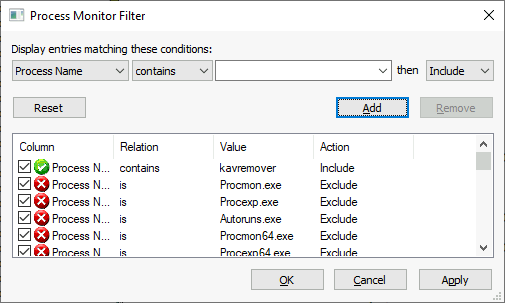 Process Monitor Filter
Display entries matching these conditions:
Process Name contains then Include
Reset Add Remove
Column Relation Value Action
Process N... contains kavremover Include
Process N... is Procmon.exe Exclude
Process N... is Procexp.exe Exclude
Process N... is Autoruns.exe Exclude
Process N... is Procmon64.exe Exclude
Process N... is Procexp64.exe Exclude
OK Cancel Apply